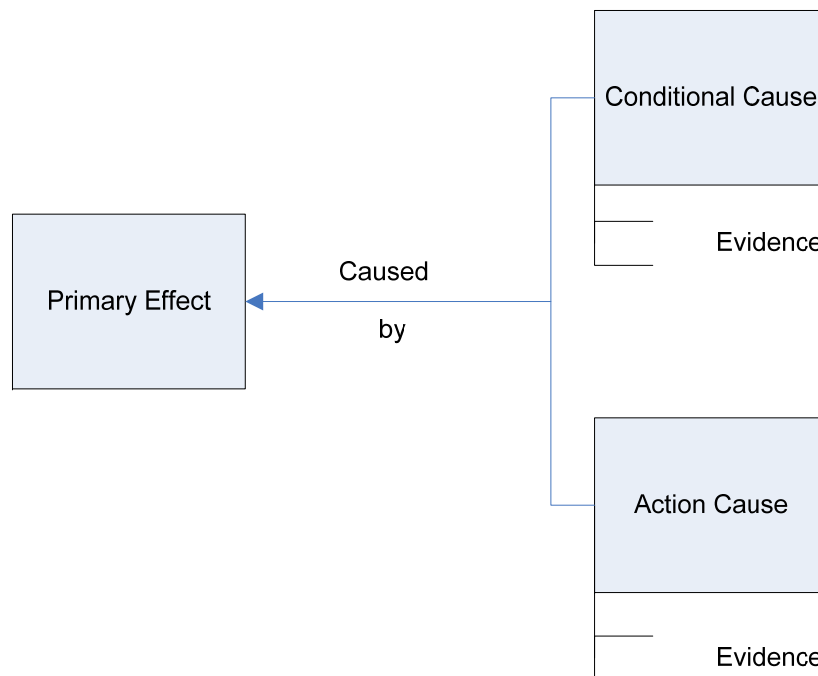 Conditional Cause
Evidence
Caused
Primary Effect
by
Action Cause
Evidence